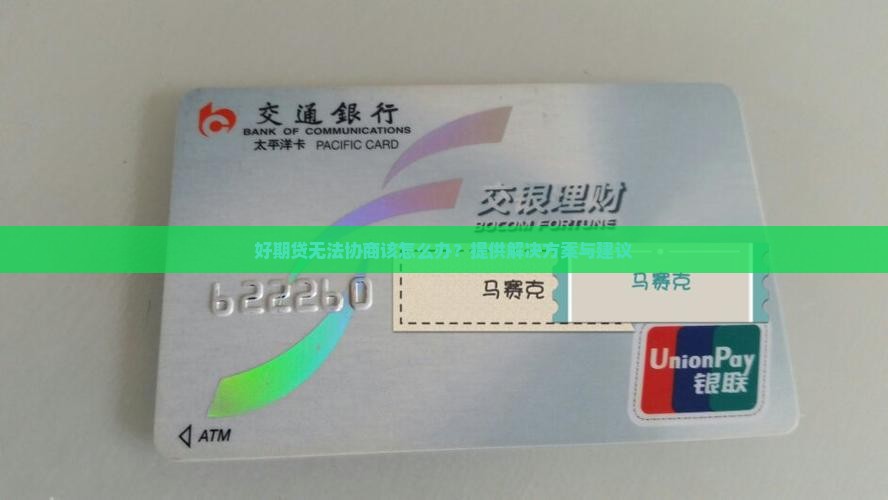 交通銀行
BANK OF COMMUNICATIONS
太平洋卡 PACIFIC CARD
交银理财
BOCOM FORTUNE
好期贷无法协商该怎么办？提供解决方案与建议
622260
马赛克
马赛克
UnionPay
银联
ATM